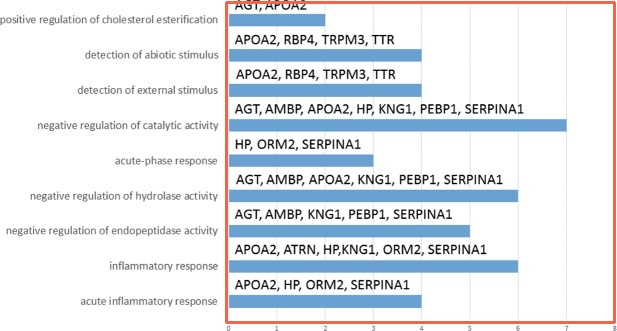 AGT, APOA2
positive regulation of cholesterol esterification
APOA2, RBP4, TRPM3, TTR
detection of abiotic stimulus
APOA2, RBP4, TRPM3, TTR
detection of external stimulus
AGT, AMBP, APOA2, HP, KNG1, PEBP1, SERPINA1
negative regulation of catalytic activity
HP, ORM2, SERPINA1
acute-phase response
AGT, AMBP, APOA2, KNG1, PEBP1, SERPINA1
negative regulation of hydrolase activity
AGT, AMBP, KNG1, PEBP1, SERPINA1
negative regulation of endopeptidase activity
APOA2, ATRN, HP,KNG1, ORM2, SERPINA1
inflammatory response
APOA2, HP, ORM2, SERPINA1
acute inflammatory response
0 1 2 3 4 5 6 7 8